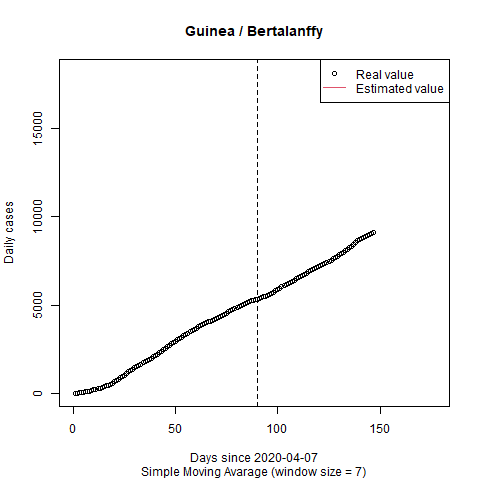 Guinea / Bertalanffy
Real value
Estimated value
Daily cases
15000
10000
5000
0
0
50
100
150
Days since 2020-04-07
Simple Moving Avarage (window size = 7)